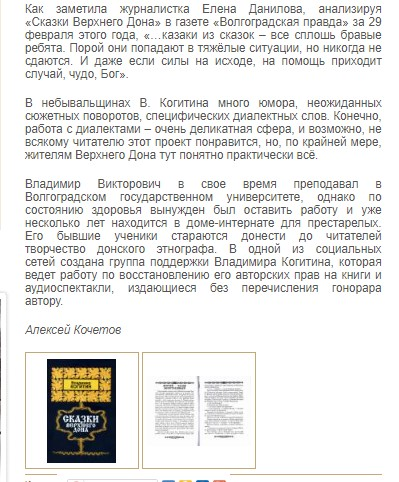 Как заметила журналистка Елена Данилова, анализируя
«Сказки Верхнего Дона» в газете «Волгоградская правда» за 29
февраля этого года, «…казаки из сказок – все сплошь бравые
ребята. Порой они попадают в тяжёлые ситуации, но никогда не
сдаются. И даже если силы на исходе, на помощь приходит
случай, чудо, Бог».
В небывальщинах В. Когитина много юмора, неожиданных
сюжетных поворотов, специфических диалектных слов. Конечно,
работа с диалектами – очень деликатная сфера, и возможно, не
всякому читателю этот проект понравится, но, по крайней мере,
жителям Верхнего Дона тут понятно практически всё.
Владимир Викторович в свое время преподавал в
Волгоградском государственном университете, однако по
состоянию здоровья вынужден был оставить работу и уже
несколько лет находится в доме-интернате для престарелых.
Его бывшие ученики стараются донести до читателей
творчество донского этнографа. В одной из социальных
сетей создана группа поддержки Владимира Когитина, которая
ведет работу по восстановлению его авторских прав на книги и
аудиоспектакли, издающиеся без перечисления гонорара
автору.
Алексей Кочетов
СКАЗКИ
ВЕРХНЕГО
ДОНА